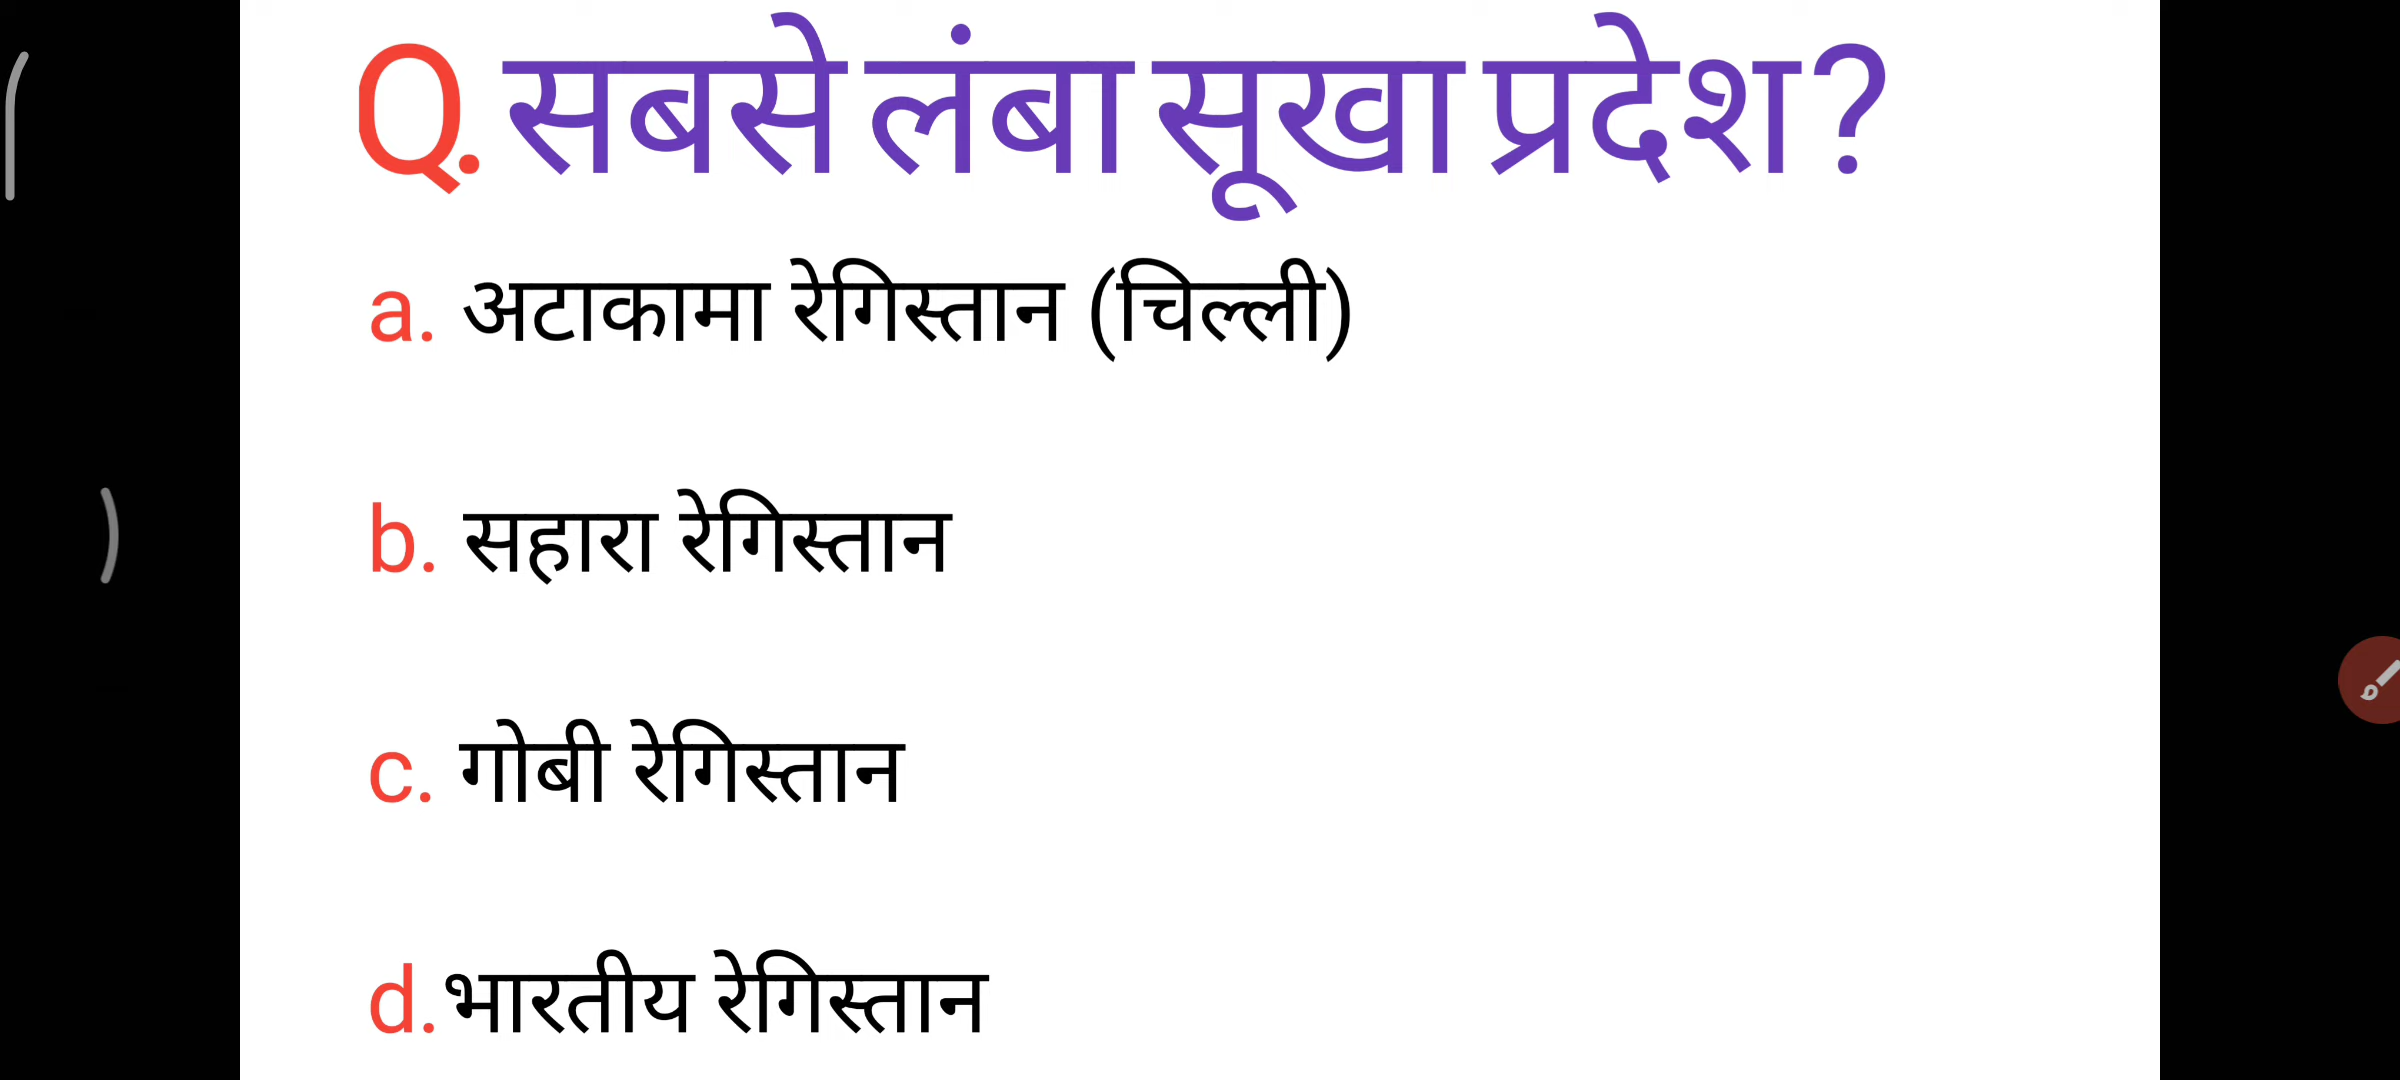 Q. सबसे लंबा सूखा प्रदेश?
a. अटाकामा रेगिस्तान (चिल्ली)
b. सहारा रेगिस्तान
c. गोबी रेगिस्तान
d.भारतीय रेगिस्तान